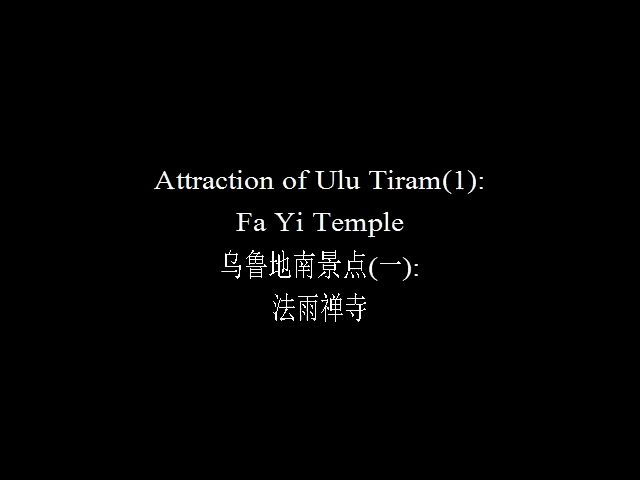 Attraction of Ulu Tiram(1):
Fa Yi Temple
乌鲁地南景点(一):
法雨禅寺